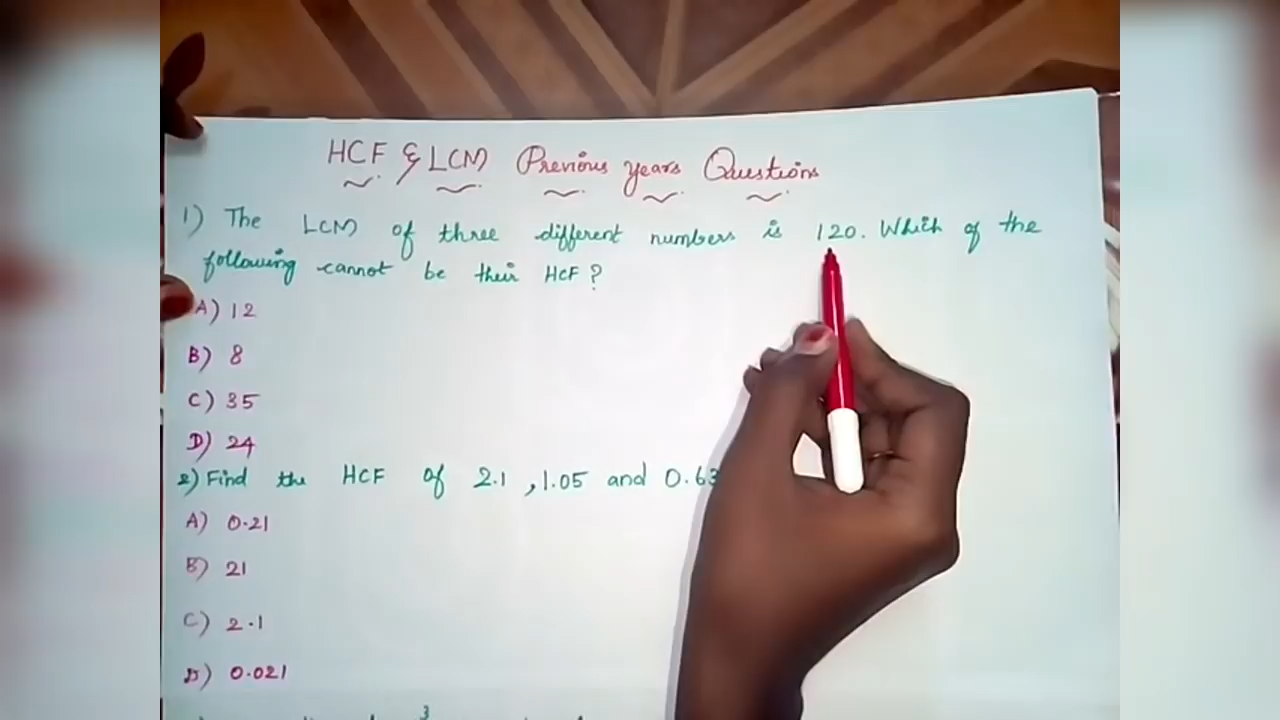 HCF & LCM Previous years Questions
1) The LCM of three different numbers is 120. Which of the
following cannot be their HCF?
A) 12
B) 8
C) 35
D) 24
2) Find the HCF of 2.1, 1.05 and 0.63
A) 0.21
B) 21
C) 2.1
D) 0.021